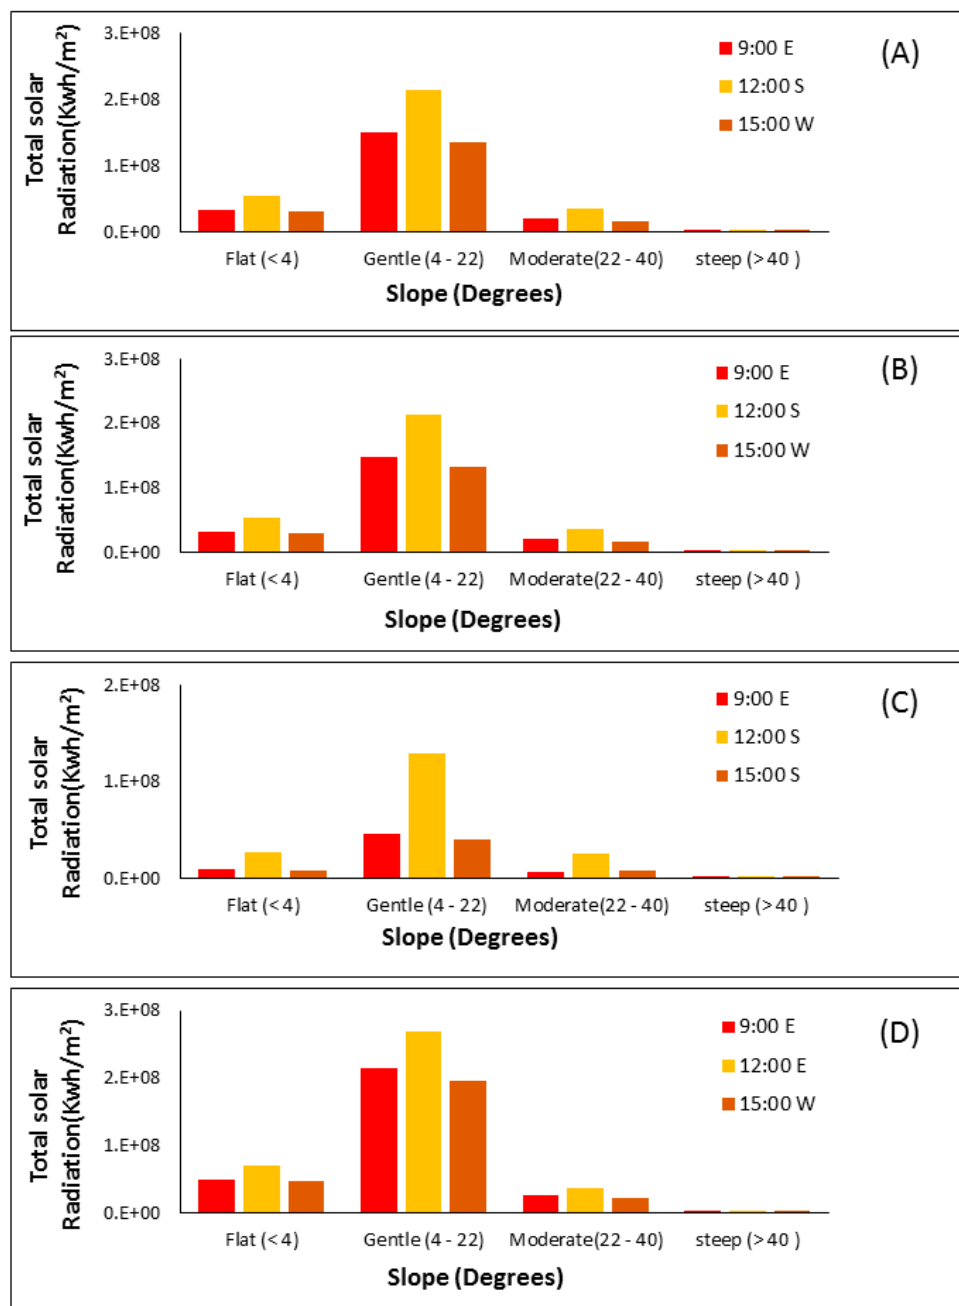 (A)
Total solar
Radiation(Kwh/m²)
3.E+08
2.E+08
1.E+08
0.E+00
9:00 E
12:00 S
15:00 W
Flat (< 4)
Gentle (4 - 22)
Moderate(22 - 40)
steep (>40 )
Slope (Degrees)
(B)
Total solar
Radiation(Kwh/m²)
3.E+08
2.E+08
1.E+08
0.E+00
9:00 E
12:00 S
15:00 W
Flat (< 4)
Gentle (4 - 22)
Moderate(22 - 40)
steep (>40 )
Slope (Degrees)
(C)
Total solar
Radiation(Kwh/m²)
2.E+08
1.E+08
0.E+00
9:00 E
12:00 S
15:00 S
Flat (< 4)
Gentle (4 - 22)
Moderate(22 - 40)
steep (>40 )
Slope (Degrees)
(D)
Total solar
Radiation(Kwh/m²)
3.E+08
2.E+08
1.E+08
0.E+00
9:00 E
12:00 E
15:00 W
Flat (< 4)
Gentle (4 - 22)
Moderate(22 - 40)
steep (>40 )
Slope (Degrees)